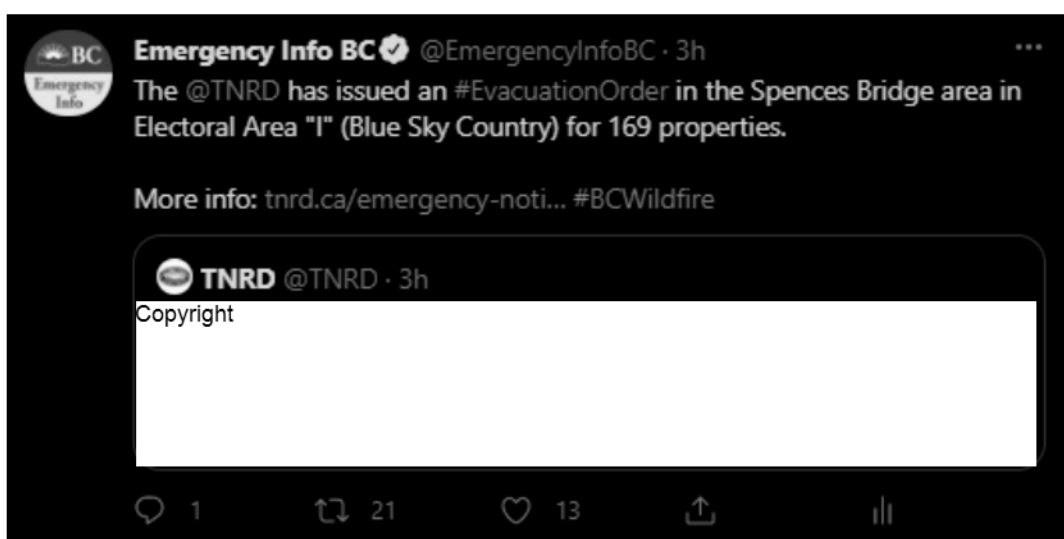 BC
Emergency
Info
Emergency Info BC @EmergencyInfoBC · 3h
The @TNRD has issued an #EvacuationOrder in the Spences Bridge area in
Electoral Area "I" (Blue Sky Country) for 169 properties.
More info: tnrd.ca/emergency-noti... #BCWildfire
TNRD @TNRD · 3h
Copyright
1 21 13